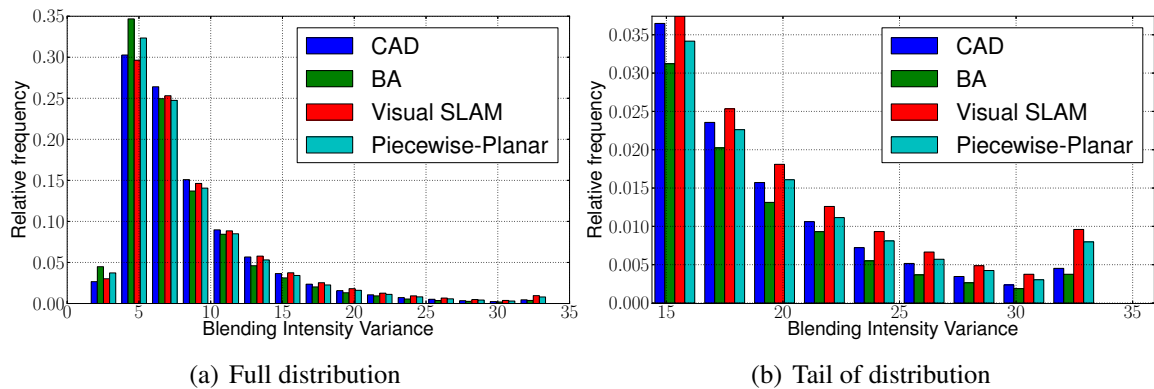 0.35
0.30
0.25
0.20
0.15
0.10
0.05
0.00
Relative frequency
0 5 10 15 20 25 30 35
Blending Intensity Variance
CAD
BA
Visual SLAM
Piecewise-Planar
(a) Full distribution
0.035
0.030
0.025
0.020
0.015
0.010
0.005
0.000
Relative frequency
15 20 25 30 35
Blending Intensity Variance
CAD
BA
Visual SLAM
Piecewise-Planar
(b) Tail of distribution